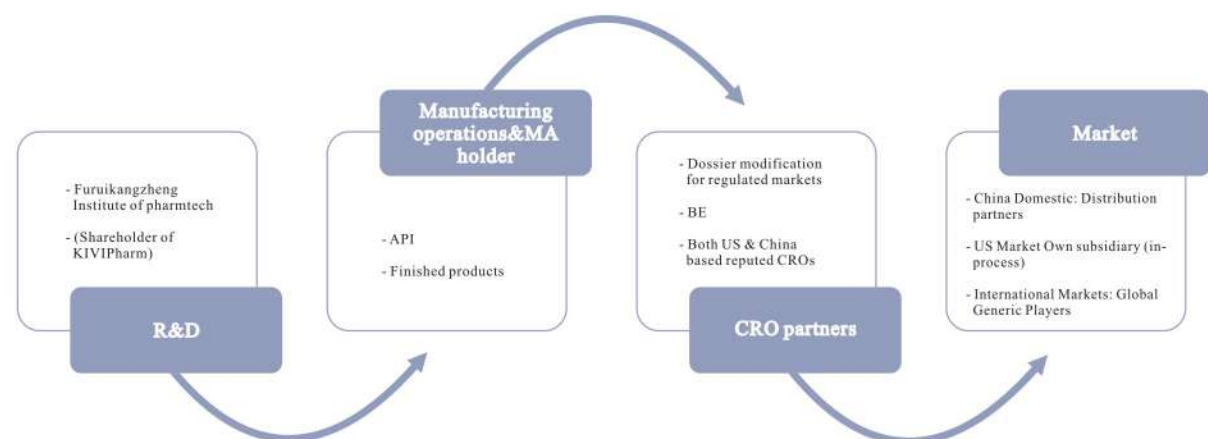 - Furuikangzheng
Institute of pharmtech
- (Shareholder of
KIVIPharm)
R&D
Manufacturing
operations&MA
holder
- API
- Finished products
- Dossier modification
for regulated markets
- BE
- Both US & China
based reputed CROs
CRO partners
Market
- China Domestic: Distribution
partners
- US Market Own subsidiary (in-
process)
- International Markets: Global
Generic Players